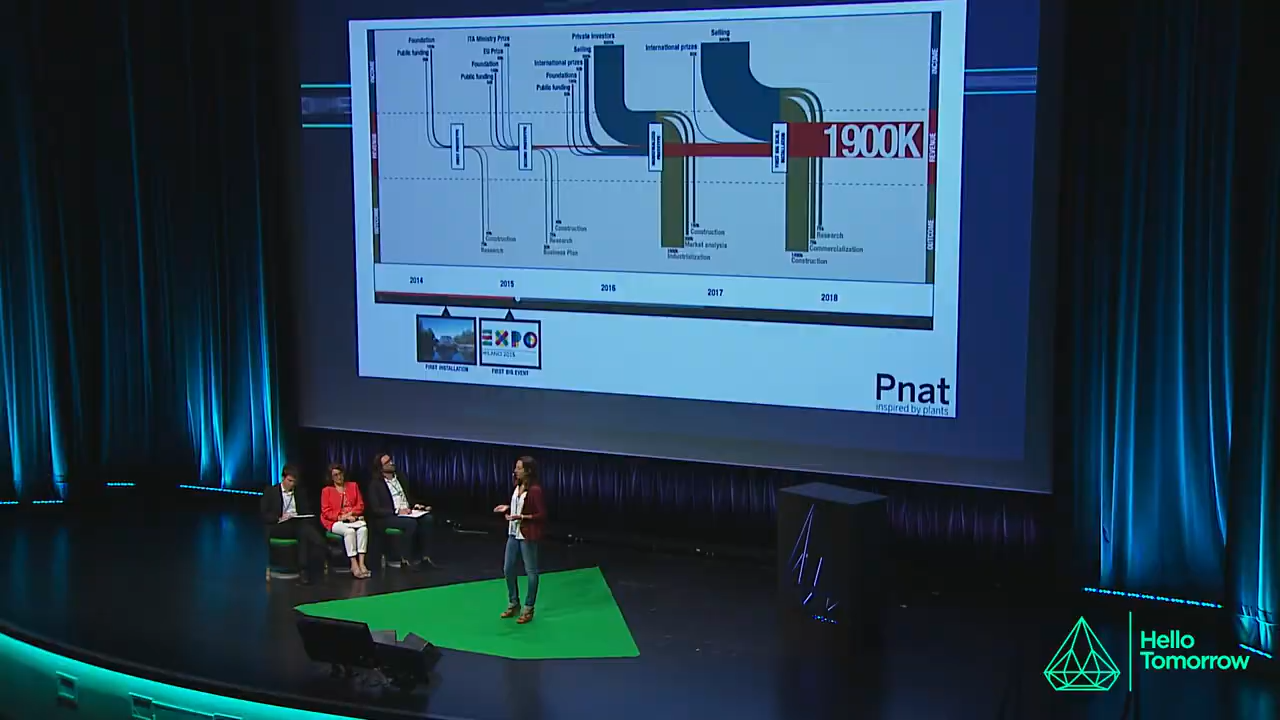 Foundation
Public funding
ITA Ministry Prize
EU Prize
Foundation
Public funding
Private investors
Selling
International prizes
Foundations
Public funding
International prizes
Selling
INCOME
INCOME
REVENUE
REVENUE
1900K
OUTCOME
OUTCOME
Construction
Research
Construction
Research
Business Plan
Construction
Market analysis
Industrialization
Research
Commercialization
Construction
2014
2015
2016
2017
2018
EXPO
MILANO 2015
FIRST INSTALLATION
FIRST BIG EVENT
Pnat
inspired by plants
Hello
Tomorrow